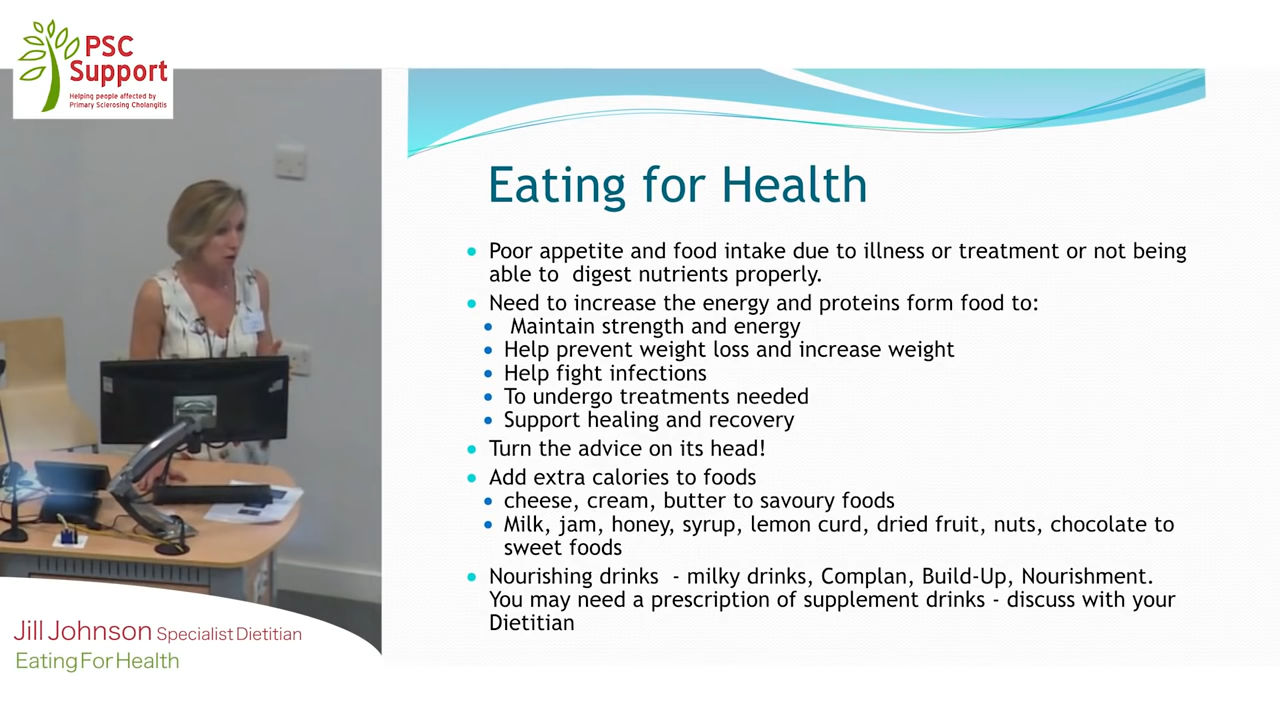 PSC
Support
Helping people affected by
Primary Sclerosing Cholangitis
Eating for Health
• Poor appetite and food intake due to illness or treatment or not being
able to digest nutrients properly.
• Need to increase the energy and proteins form food to:
• Maintain strength and energy
• Help prevent weight loss and increase weight
• Help fight infections
• To undergo treatments needed
• Support healing and recovery
• Turn the advice on its head!
• Add extra calories to foods
• cheese, cream, butter to savoury foods
• Milk, jam, honey, syrup, lemon curd, dried fruit, nuts, chocolate to
sweet foods
• Nourishing drinks - milky drinks, Complan, Build-Up, Nourishment.
You may need a prescription of supplement drinks - discuss with your
Dietitian
Jill Johnson Specialist Dietitian
Eating For Health